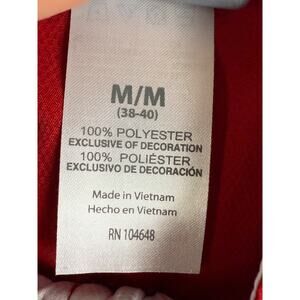 M/M
(38-40)
100% POLYESTER
EXCLUSIVE OF DECORATION
100% POLIÉSTER
EXCLUSIVO DE DECORACIÓN
Made in Vietnam
Hecho en Vietnam
RN 104648